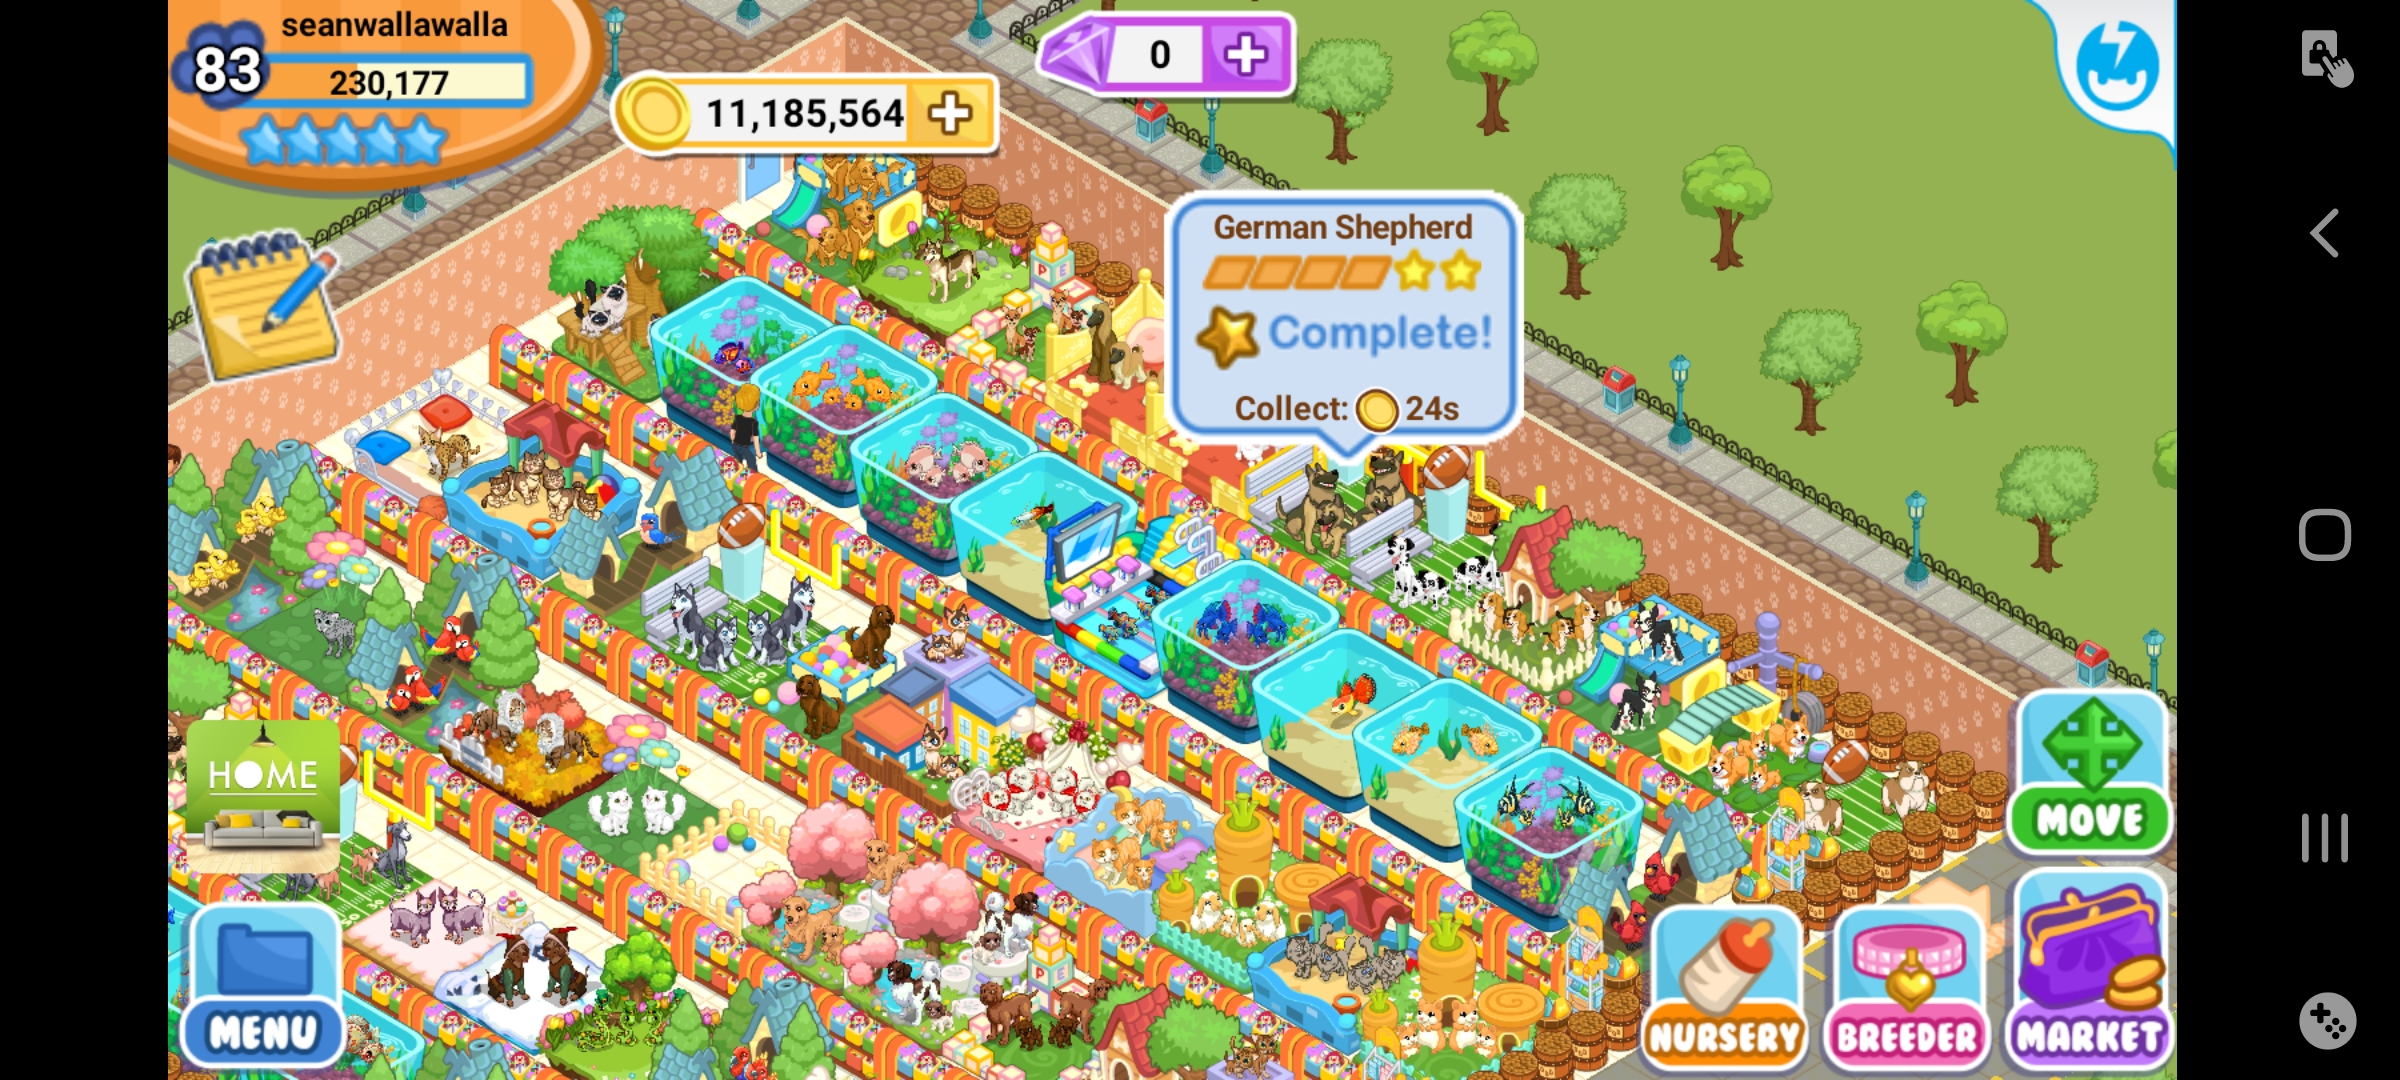 seanwallawalla
83
230,177
11,185,564
0
German Shepherd
Complete!
Collect: 24s
HOME
MENU
MOVE
NURSERY
BREEDER
MARKET